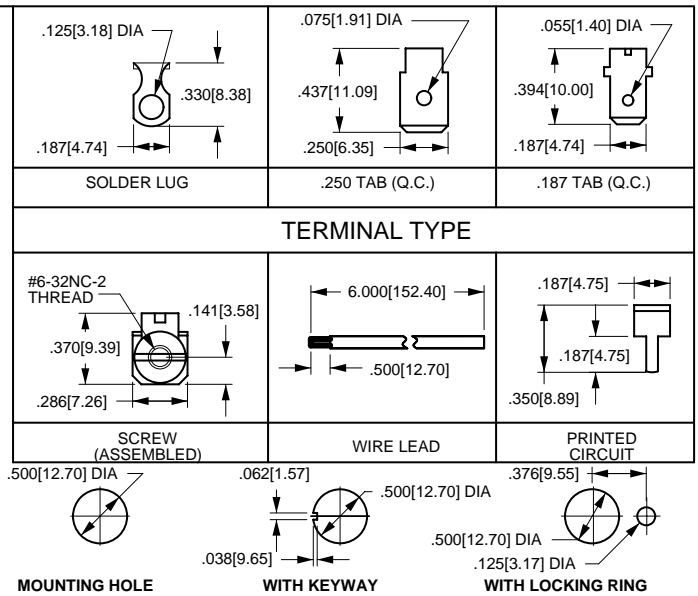 .125[3.18] DIA
.330[8.38]
.187[4.74]
SOLDER LUG
.075[1.91] DIA
.437[11.09]
.250[6.35]
.250 TAB (Q.C.)
.055[1.40] DIA
.394[10.00]
.187[4.74]
.187 TAB (Q.C.)
TERMINAL TYPE
#6-32NC-2
THREAD
.141[3.58]
.370[9.39]
.286[7.26]
SCREW
(ASSEMBLED)
6.000[152.40]
.500[12.70]
WIRE LEAD
.187[4.75]
.187[4.75]
.350[8.89]
PRINTED
CIRCUIT
.500[12.70] DIA
MOUNTING HOLE
.062[1.57]
.500[12.70] DIA
.038[9.65]
WITH KEYWAY
.376[9.55]
.500[12.70] DIA
.125[3.17] DIA
WITH LOCKING RING